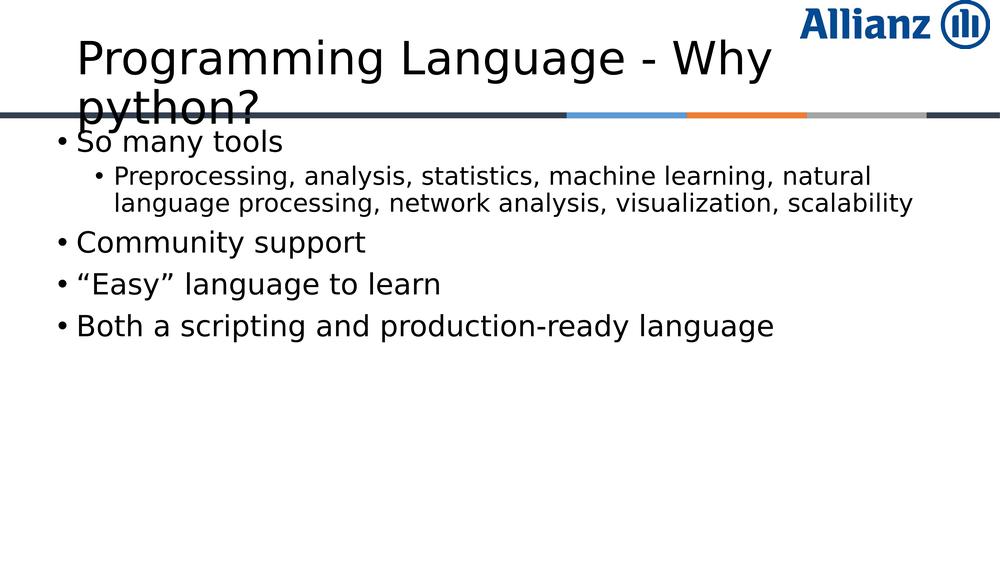 Allianz
Programming Language - Why
python?
• So many tools
• Preprocessing, analysis, statistics, machine learning, natural
language processing, network analysis, visualization, scalability
• Community support
• “Easy” language to learn
• Both a scripting and production-ready language